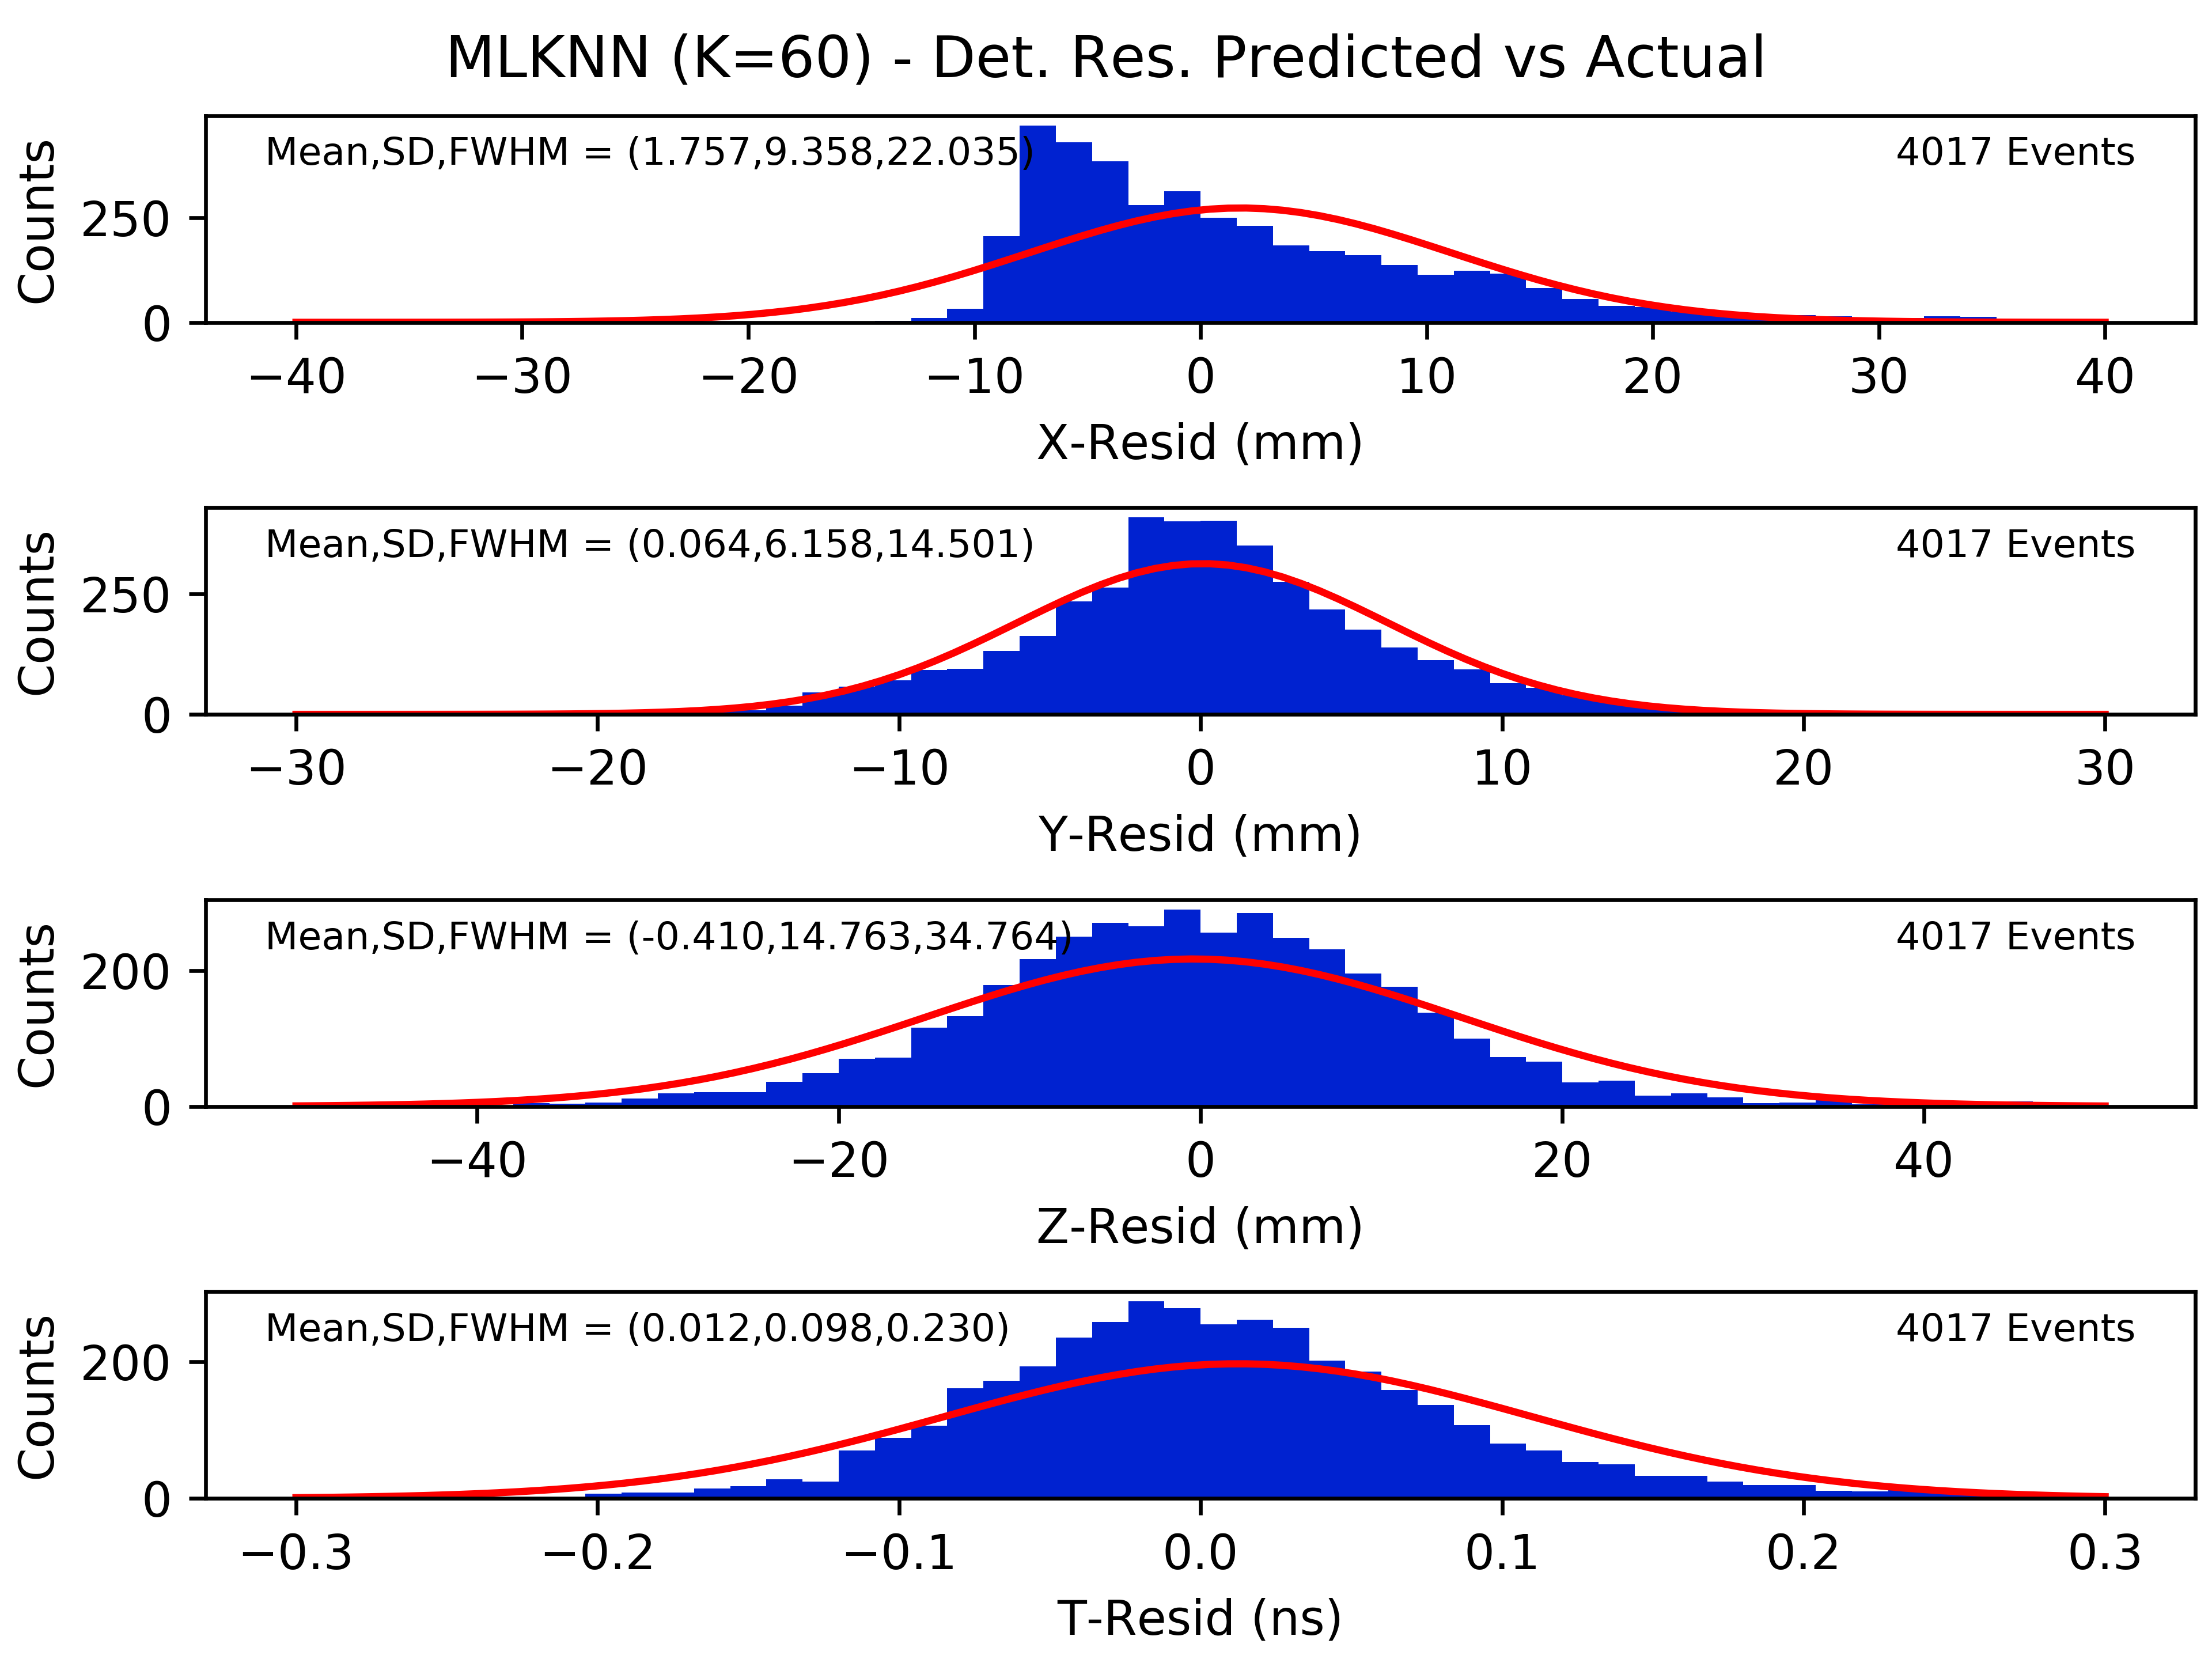 MLKNN (K=60) - Det. Res. Predicted vs Actual
Mean,SD,FWHM = (1.757,9.358,22.035)
4017 Events
Counts
250
0
−40 −30 −20 −10 0 10 20 30 40
X-Resid (mm)
Mean,SD,FWHM = (0.064,6.158,14.501)
4017 Events
Counts
250
0
−30 −20 −10 0 10 20 30
Y-Resid (mm)
Mean,SD,FWHM = (-0.410,14.763,34.764)
4017 Events
Counts
200
0
−40 −20 0 20 40
Z-Resid (mm)
Mean,SD,FWHM = (0.012,0.098,0.230)
4017 Events
Counts
200
0
−0.3 −0.2 −0.1 0.0 0.1 0.2 0.3
T-Resid (ns)